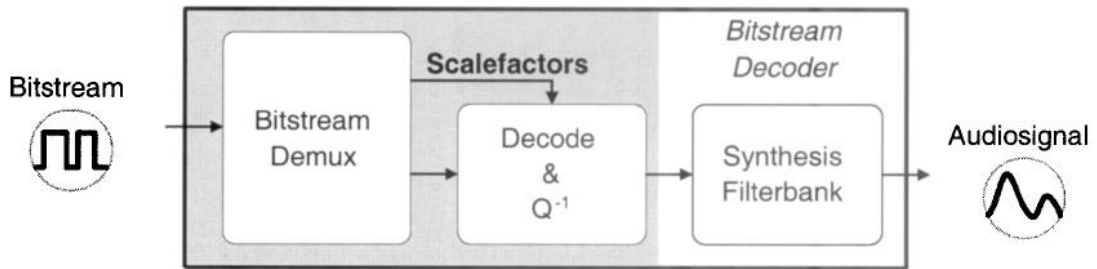 Bitstream
Bitstream
Demux
Scalefactors
Decode
&
Q⁻¹
Bitstream
Decoder
Synthesis
Filterbank
Audiosignal